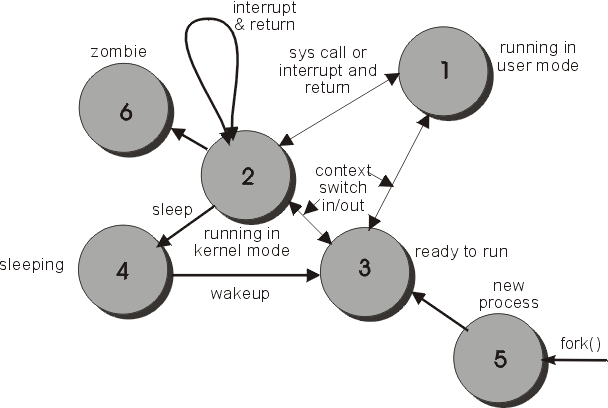 interrupt
& return
zombie
sys call or
interrupt and
return
running in
user mode
1
6
2
context
switch
in/out
sleep
running in
kernel mode
ready to run
sleeping
4
3
wakeup
new
process
fork()
5